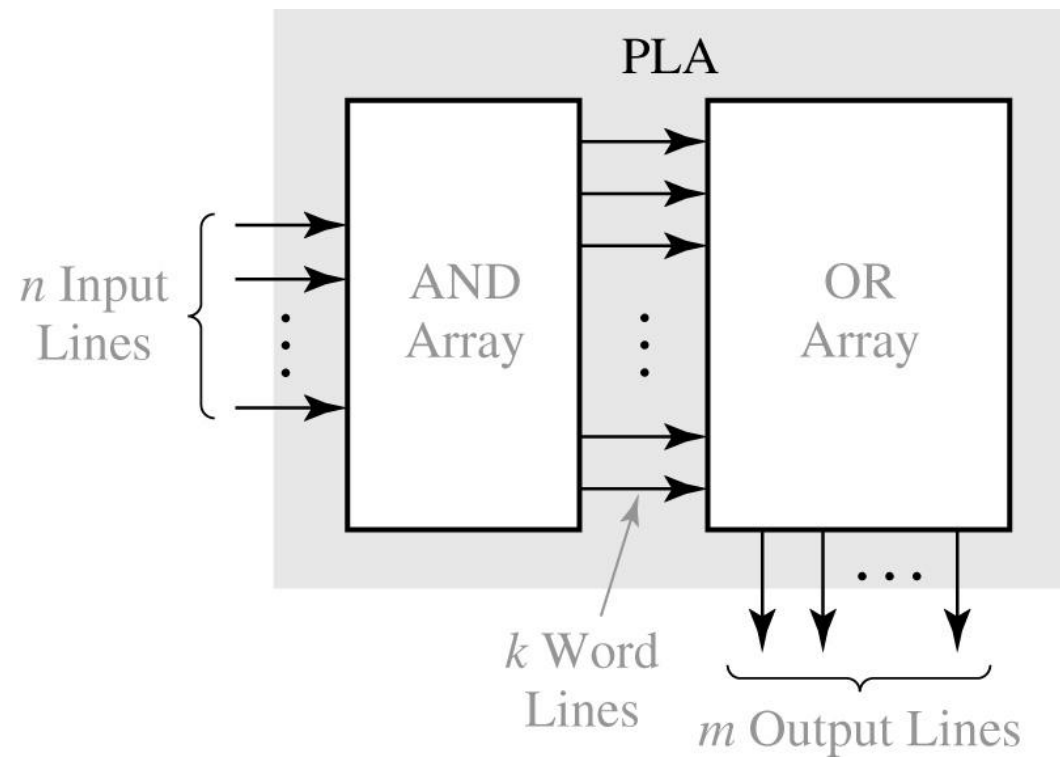 PLA
n Input
Lines
AND
Array
OR
Array
k Word
Lines
m Output Lines